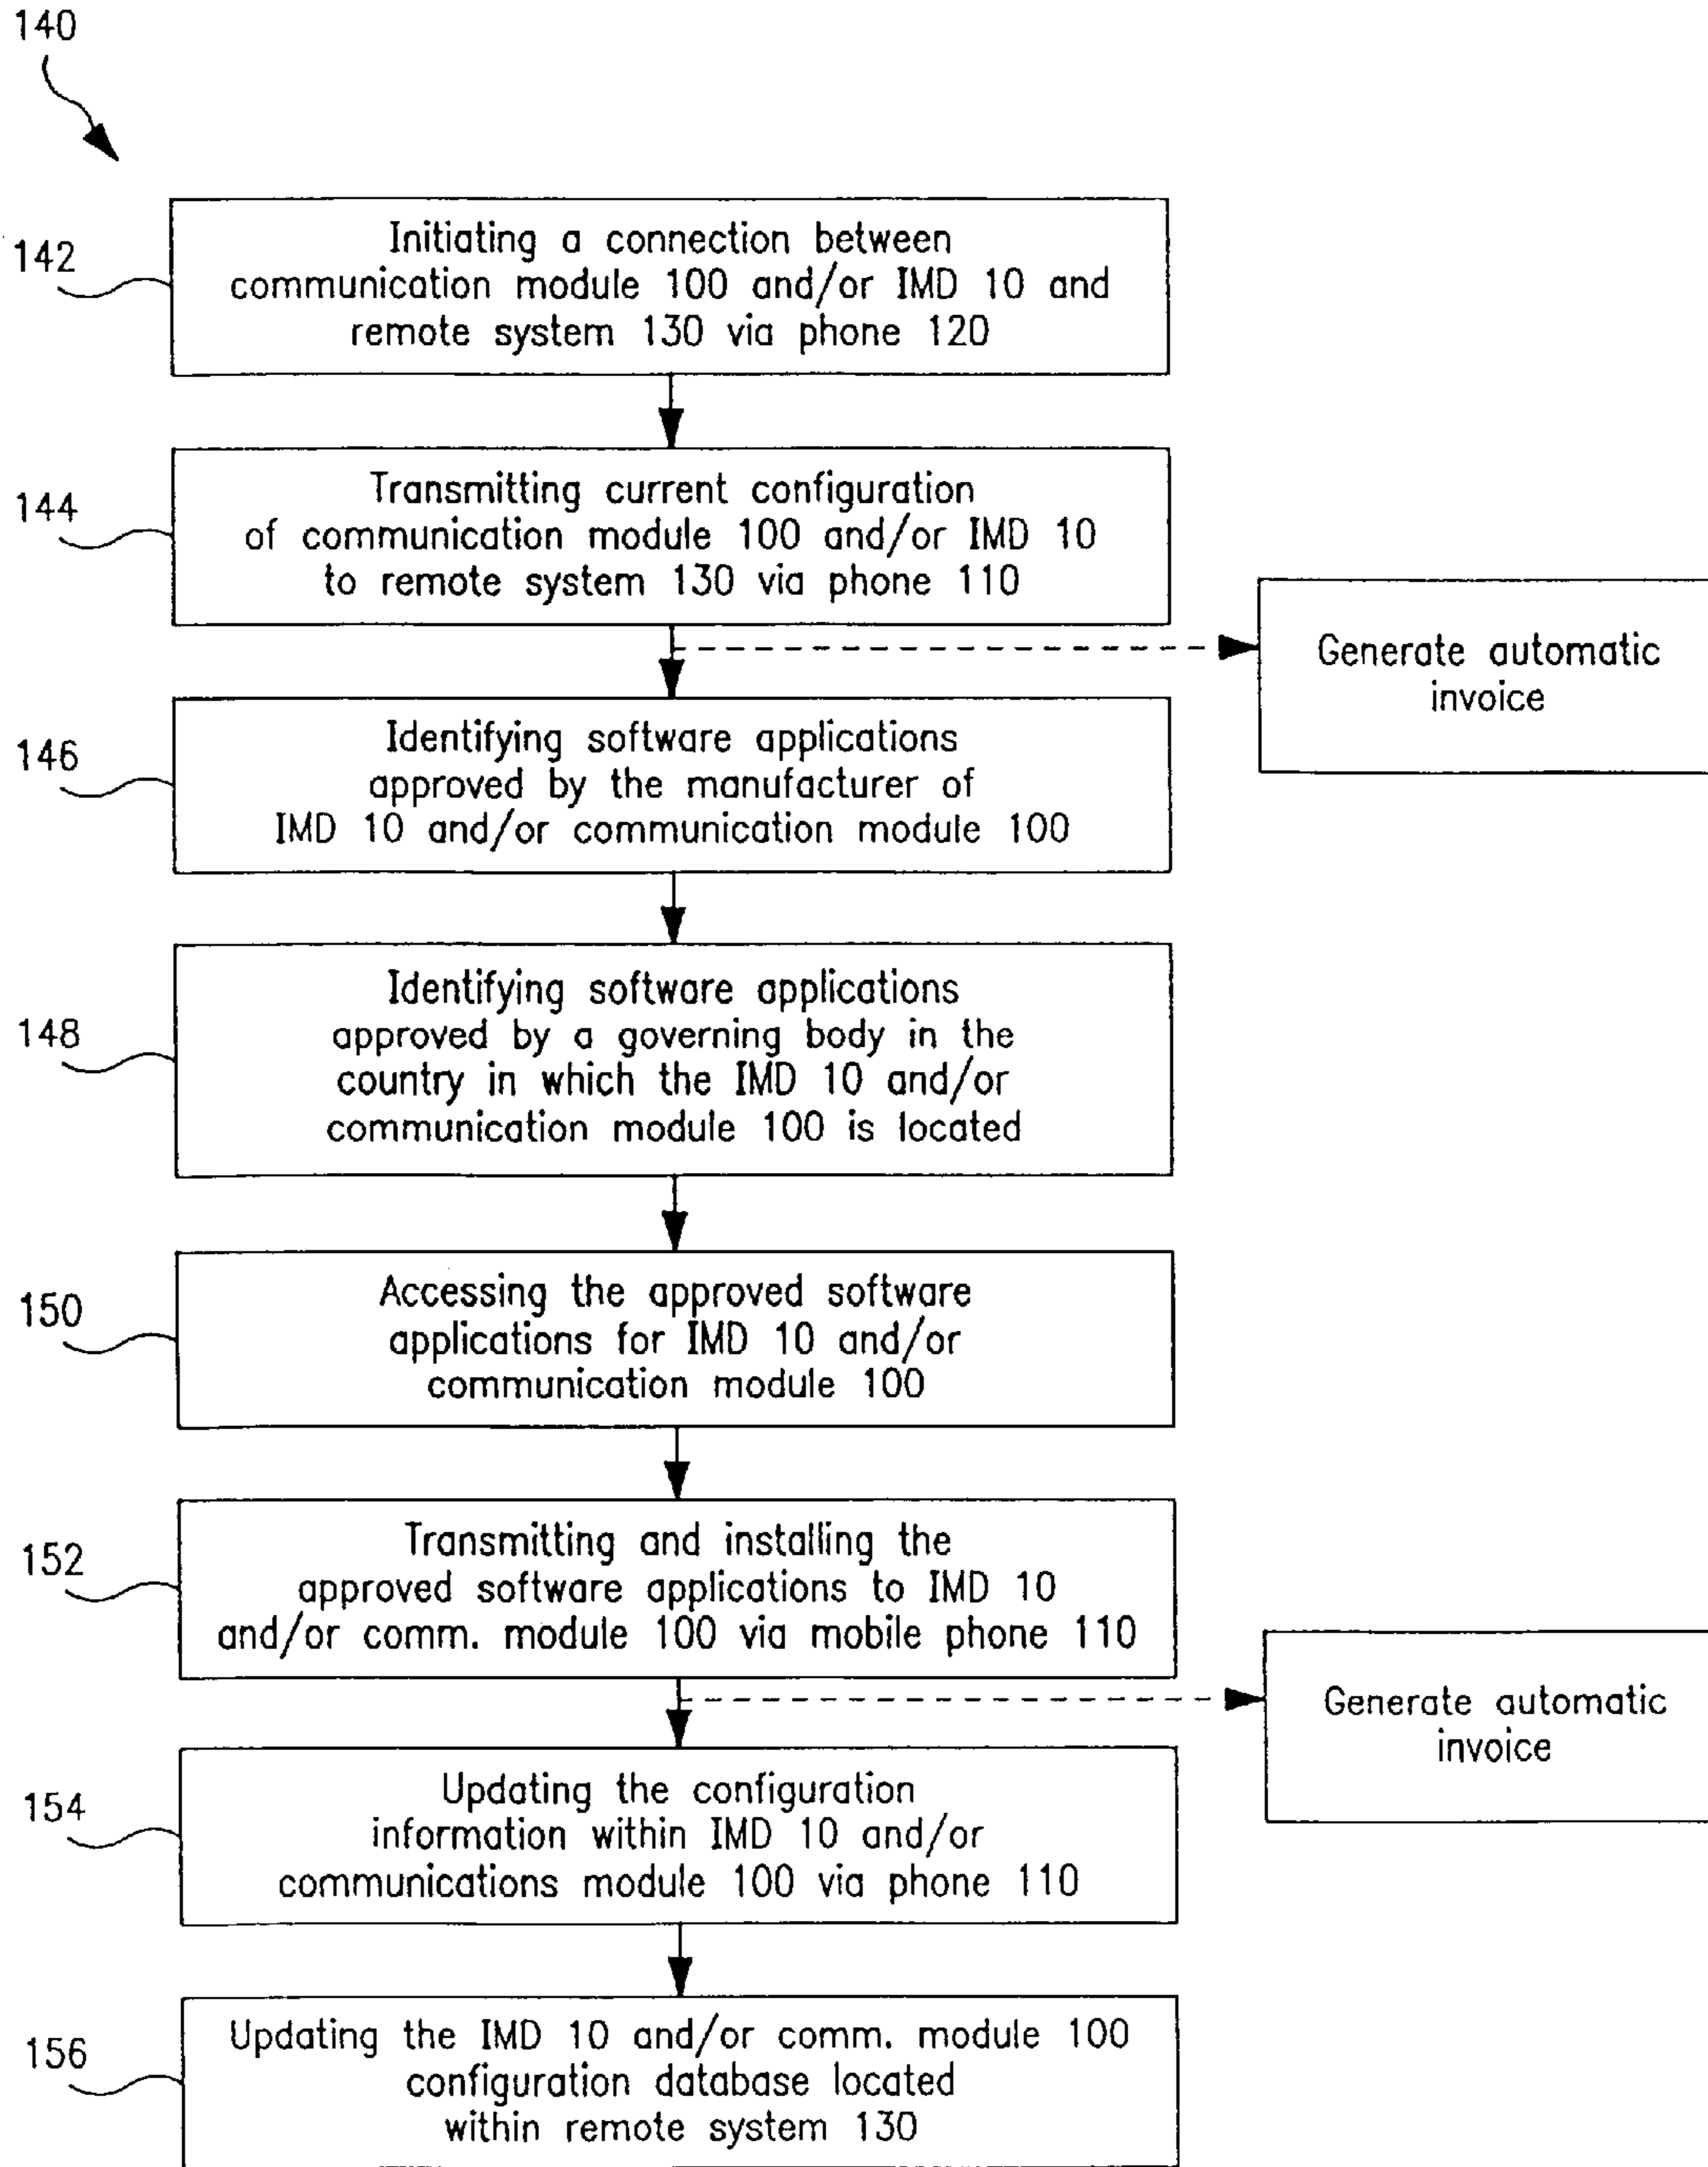 140
142
Initiating a connection between
communication module 100 and/or IMD 10 and
remote system 130 via phone 120
144
Transmitting current configuration
of communication module 100 and/or IMD 10
to remote system 130 via phone 110
Generate automatic
invoice
146
Identifying software applications
approved by the manufacturer of
IMD 10 and/or communication module 100
148
Identifying software applications
approved by a governing body in the
country in which the IMD 10 and/or
communication module 100 is located
150
Accessing the approved software
applications for IMD 10 and/or
communication module 100
152
Transmitting and installing the
approved software applications to IMD 10
and/or comm. module 100 via mobile phone 110
Generate automatic
invoice
154
Updating the configuration
information within IMD 10 and/or
communications module 100 via phone 110
156
Updating the IMD 10 and/or comm. module 100
configuration database located
within remote system 130